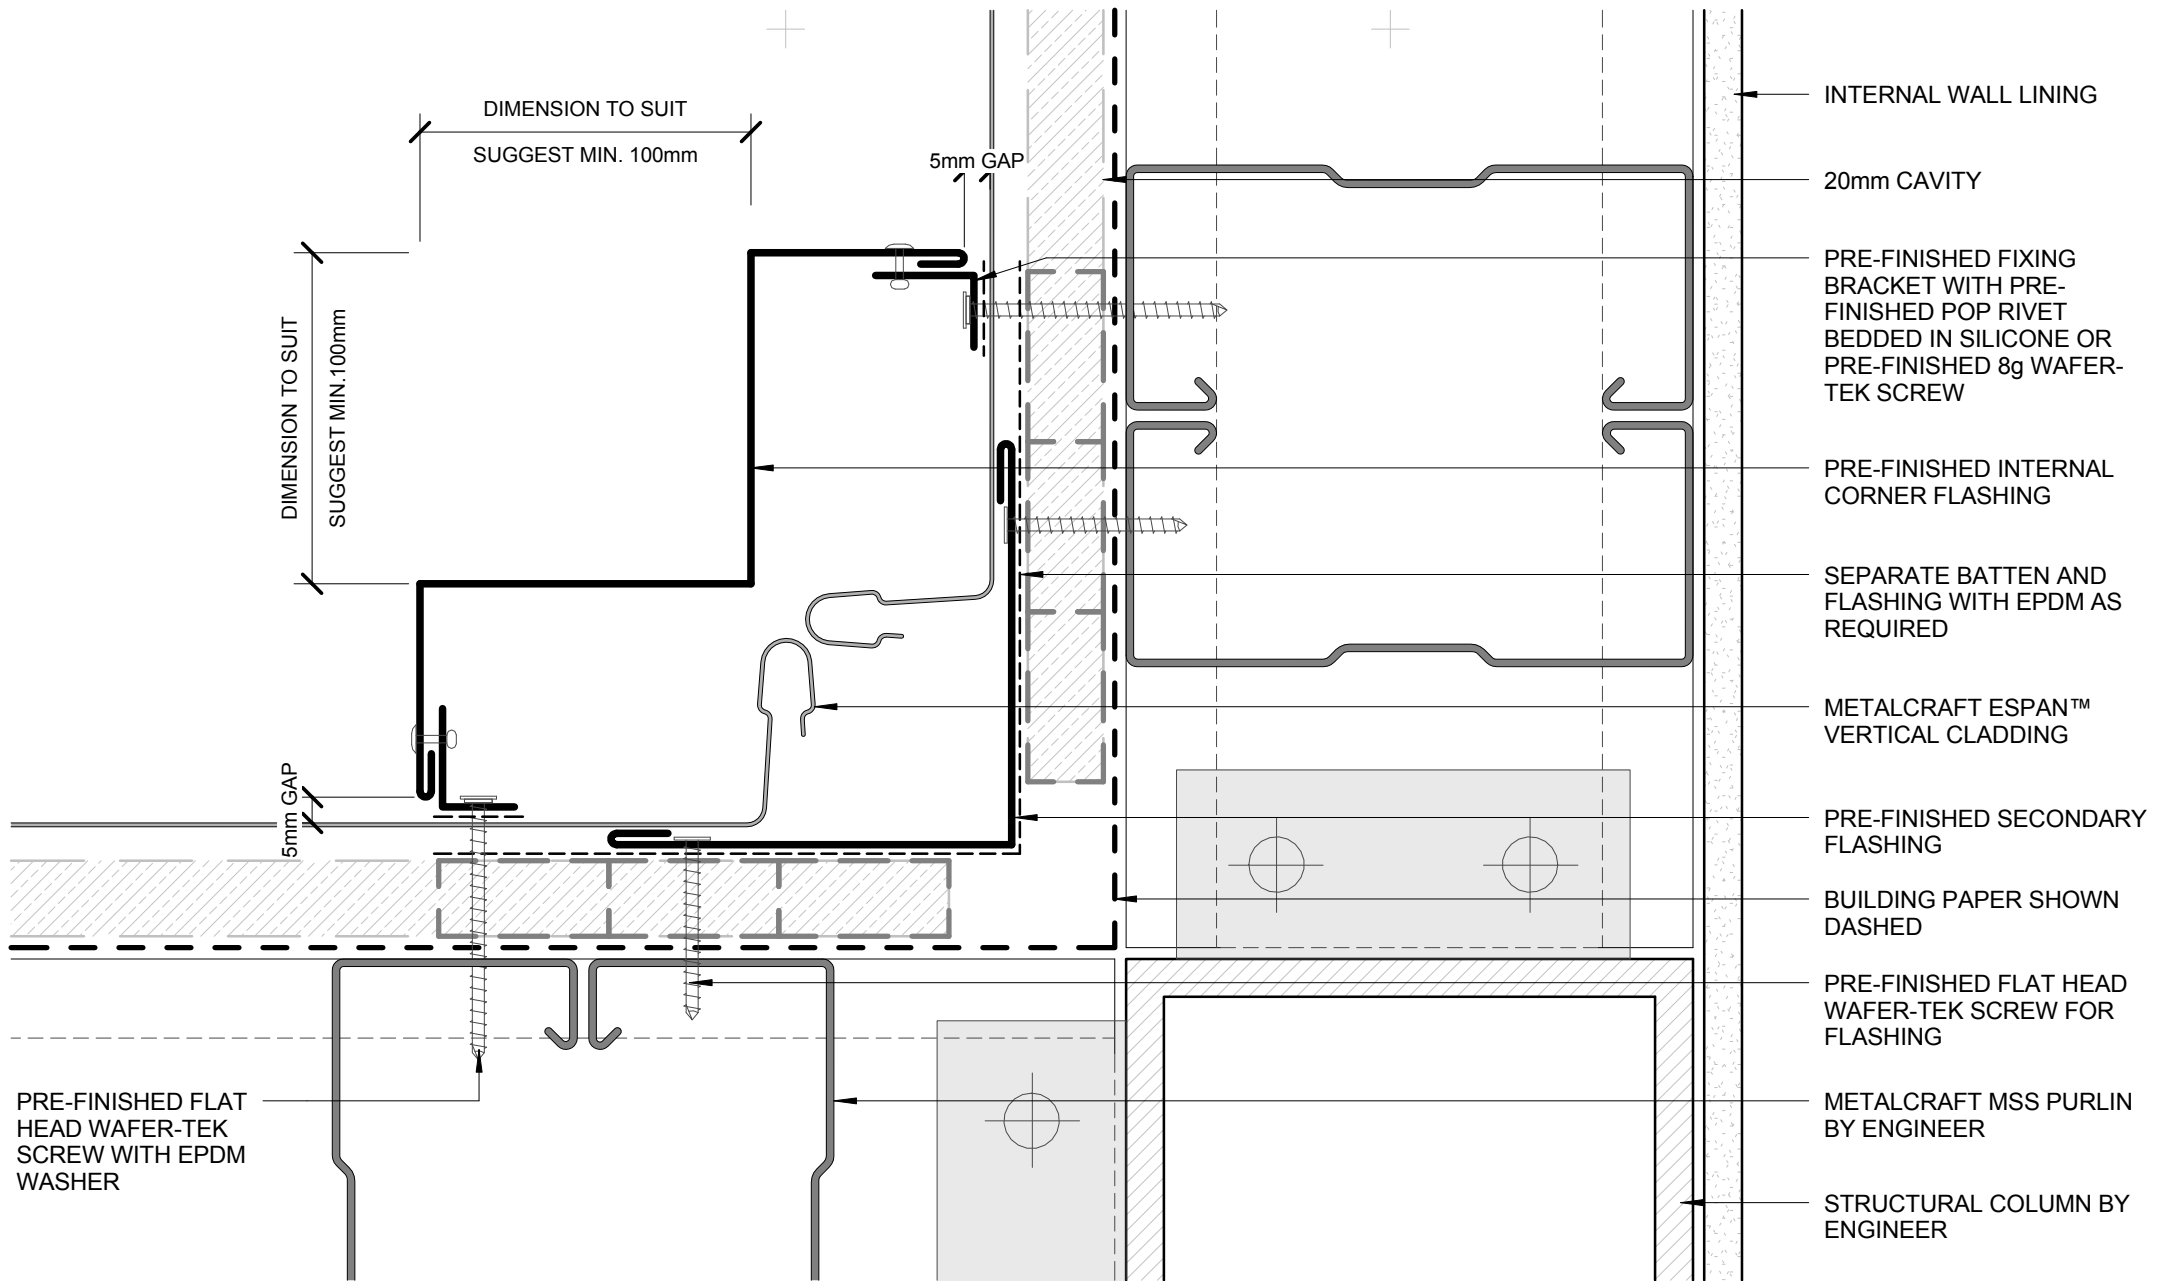 DIMENSION TO SUIT
SUGGEST MIN. 100mm
5mm GAP
DIMENSION TO SUIT
SUGGEST MIN.100mm
5mm GAP
INTERNAL WALL LINING
20mm CAVITY
PRE-FINISHED FIXING
BRACKET WITH PRE-
FINISHED POP RIVET
BEDDED IN SILICONE OR
PRE-FINISHED 8g WAFER-
TEK SCREW
PRE-FINISHED INTERNAL
CORNER FLASHING
SEPARATE BATTEN AND
FLASHING WITH EPDM AS
REQUIRED
METALCRAFT ESPAN™
VERTICAL CLADDING
PRE-FINISHED SECONDARY
FLASHING
BUILDING PAPER SHOWN
DASHED
PRE-FINISHED FLAT HEAD
WAFER-TEK SCREW FOR
FLASHING
METALCRAFT MSS PURLIN
BY ENGINEER
STRUCTURAL COLUMN BY
ENGINEER
PRE-FINISHED FLAT
HEAD WAFER-TEK
SCREW WITH EPDM
WASHER